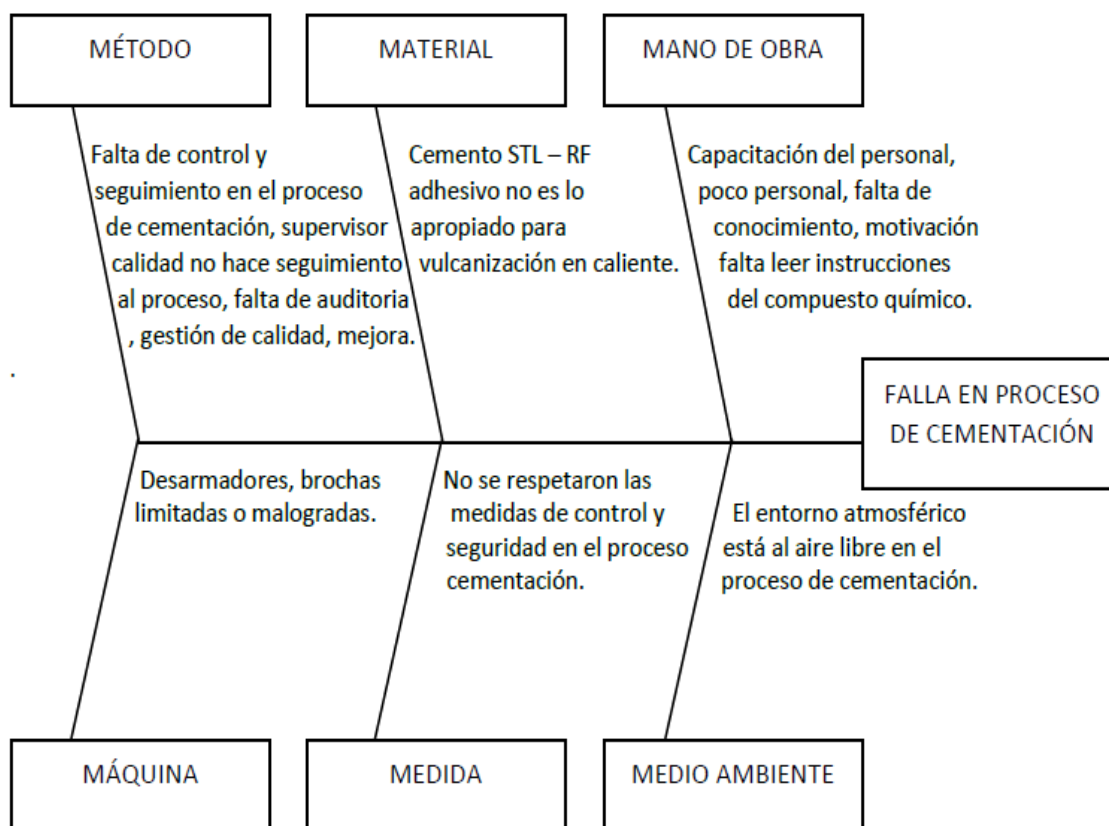 MÉTODO
MATERIAL
MANO DE OBRA
Falta de control y
seguimiento en el proceso
de cementación, supervisor
calidad no hace seguimiento
al proceso, falta de auditoria
, gestión de calidad, mejora.
Cemento STL – RF
adhesivo no es lo
apropiado para
vulcanización en caliente.
Capacitación del personal,
poco personal, falta de
conocimiento, motivación
falta leer instrucciones
del compuesto químico.
.
FALLA EN PROCESO
DE CEMENTACIÓN
Desarmadores, brochas
limitadas o malogradas.
No se respetaron las
medidas de control y
seguridad en el proceso
cementación.
El entorno atmosférico
está al aire libre en el
proceso de cementación.
MÁQUINA
MEDIDA
MEDIO AMBIENTE